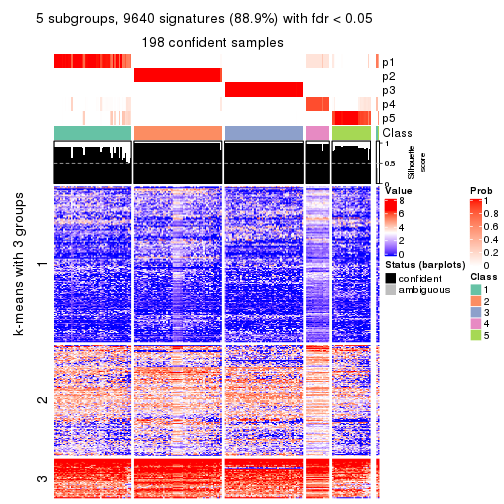 5 subgroups, 9640 signatures (88.9%) with fdr < 0.05
198 confident samples
p1
p2
p3
p4
p5
Class
1
0.5
0
Silhouette
score
k-means with 3 groups
1
2
3
Value
8
6
4
2
0
Status (barplots)
confident
ambiguous
Prob
1
0.8
0.6
0.4
0.2
0
Class
1
2
3
4
5